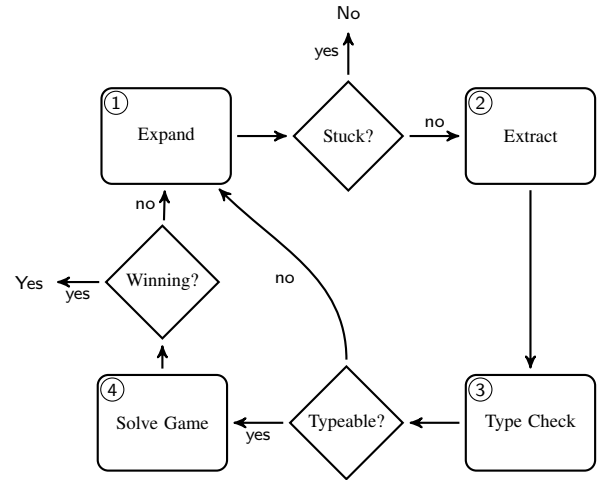 No
yes
1
Expand
Stuck?
no
2
Extract
no
Winning?
Yes
yes
no
4
Solve Game
yes
Typeable?
3
Type Check